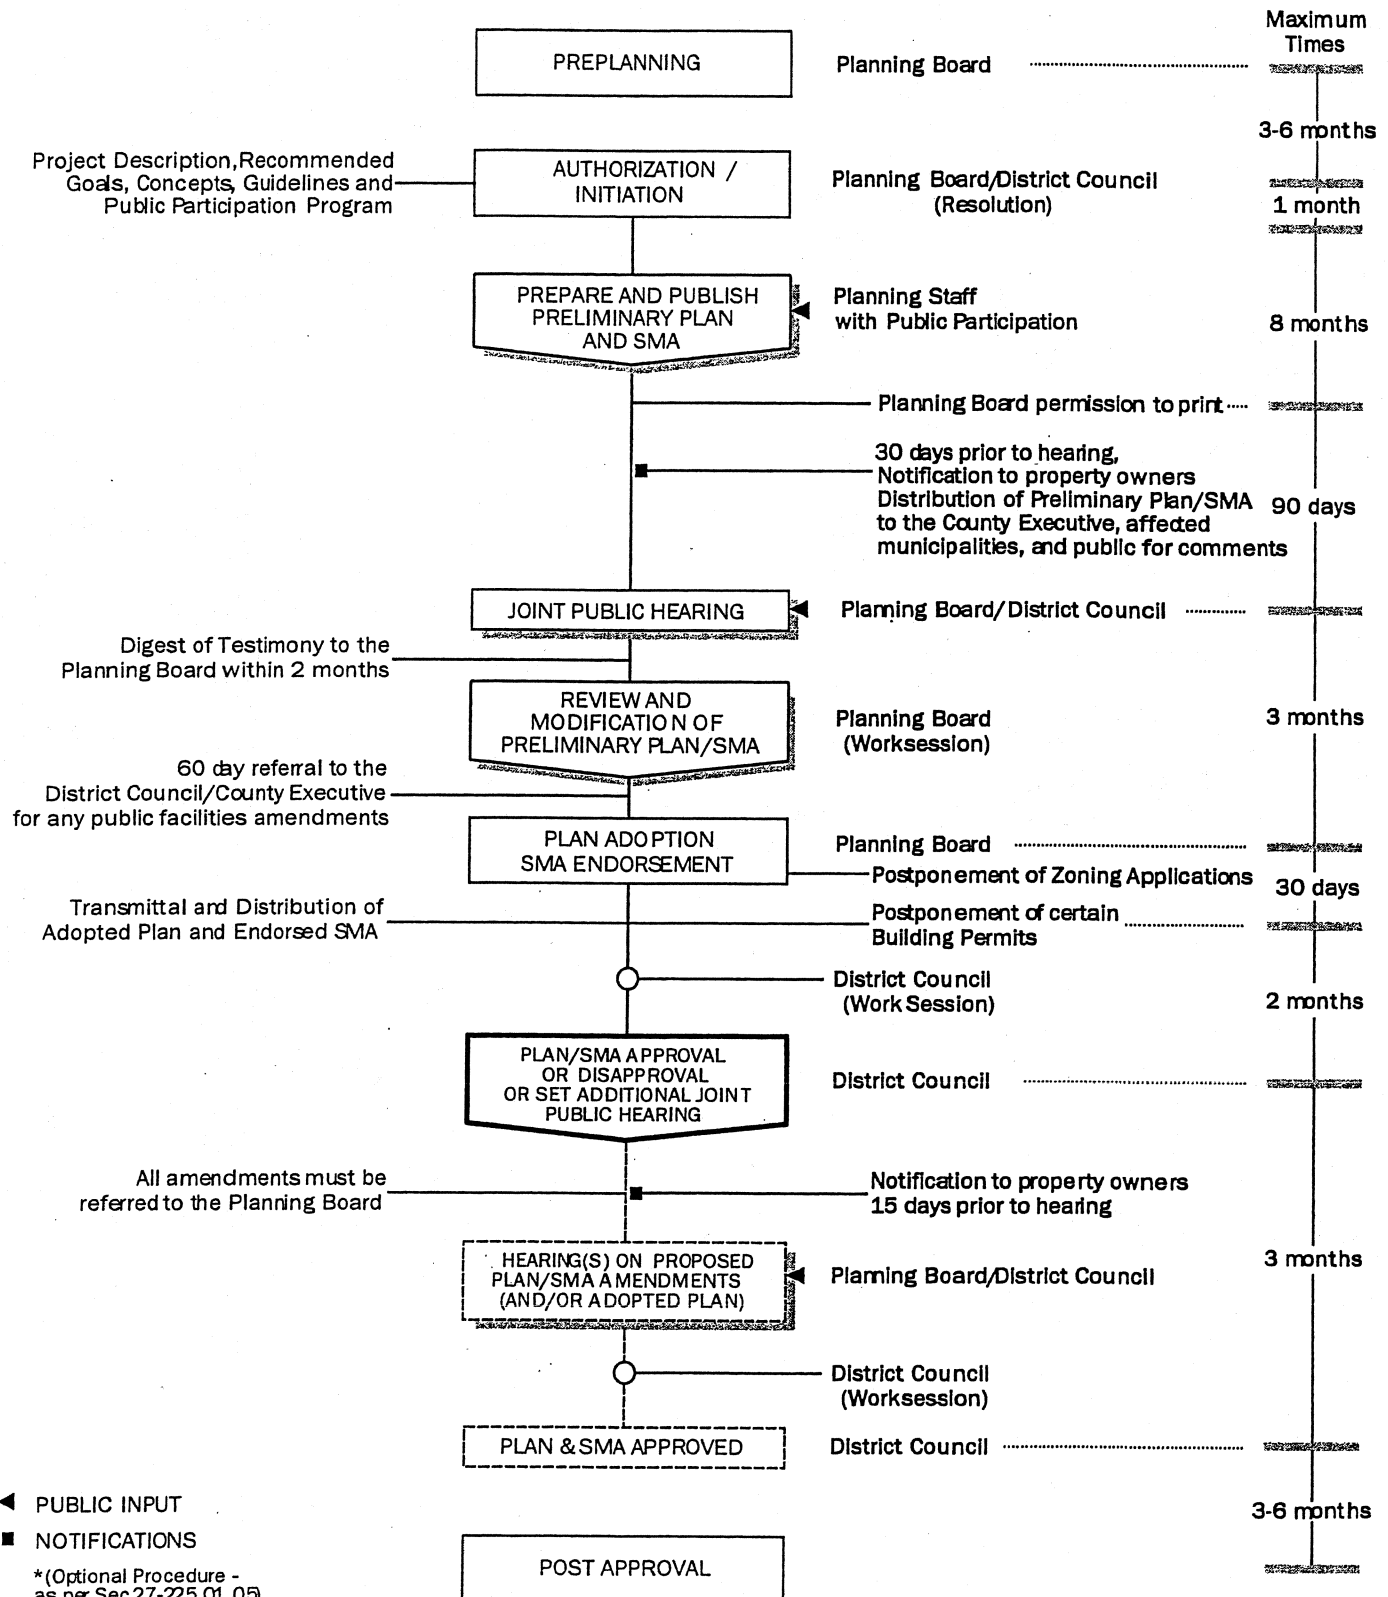 Maximum
Times
PREPLANNING
Planning Board
3-6 months
Project Description, Recommended
Goals, Concepts, Guidelines and
Public Participation Program
AUTHORIZATION /
INITIATION
Planning Board/District Council
(Resolution)
1 month
PREPARE AND PUBLISH
PRELIMINARY PLAN
AND SMA
Planning Staff
with Public Participation
8 months
Planning Board permission to print
30 days prior to hearing,
Notification to property owners
Distribution of Preliminary Plan/SMA
to the County Executive, affected
municipalities, and public for comments
90 days
JOINT PUBLIC HEARING
Planning Board/District Council
Digest of Testimony to the
Planning Board within 2 months
REVIEW AND
MODIFICATION OF
PRELIMINARY PLAN/SMA
Planning Board
(Worksession)
3 months
60 day referral to the
District Council/County Executive
for any public facilities amendments
PLAN ADOPTION
SMA ENDORSEMENT
Planning Board
Postponement of Zoning Applications
30 days
Transmittal and Distribution of
Adopted Plan and Endorsed SMA
Postponement of certain
Building Permits
District Council
(Work Session)
2 months
PLAN/SMA APPROVAL
OR DISAPPROVAL
OR SET ADDITIONAL JOINT
PUBLIC HEARING
District Council
All amendments must be
referred to the Planning Board
Notification to property owners
15 days prior to hearing
HEARING(S) ON PROPOSED
PLAN/SMA AMENDMENTS
(AND/OR ADOPTED PLAN)
Planning Board/District Council
3 months
District Council
(Worksession)
PLAN & SMA APPROVED
District Council
3-6 months
PUBLIC INPUT
NOTIFICATIONS
*(Optional Procedure -
as per Sec 27-225.01.05)
POST APPROVAL